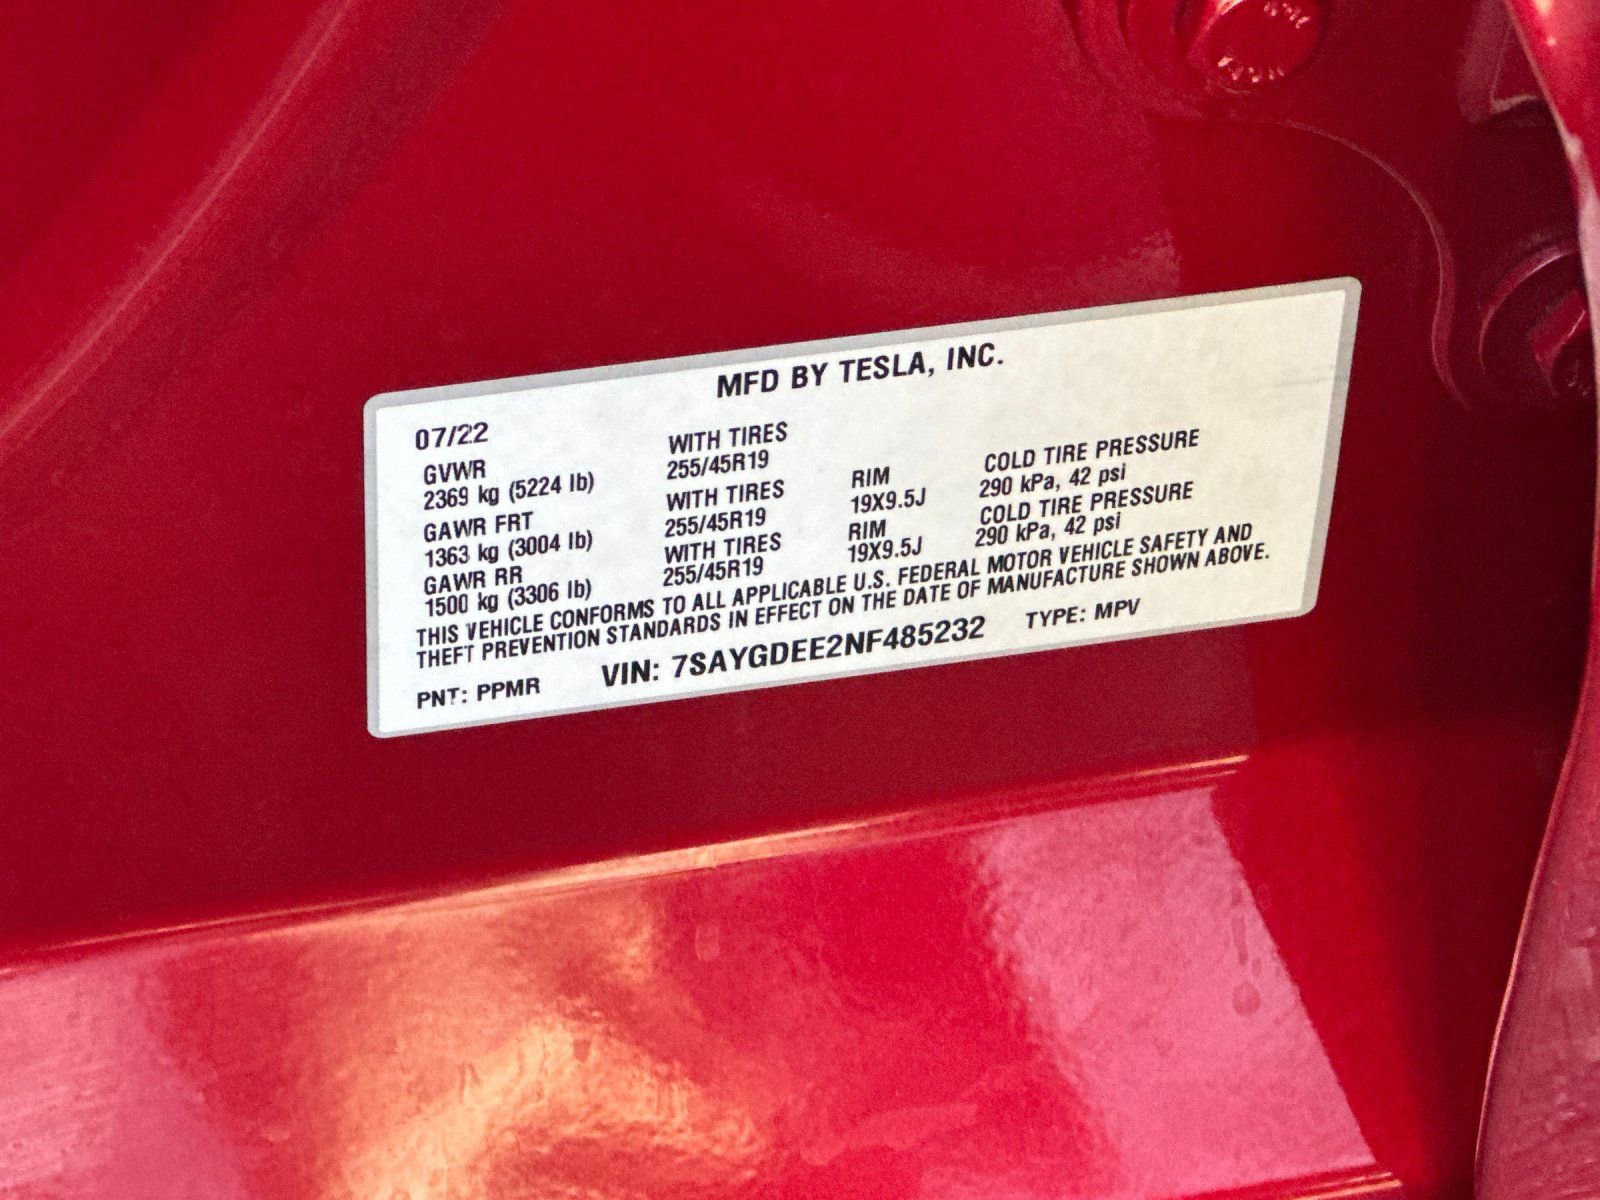 MFD BY TESLA, INC.
07/22
GVWR WITH TIRES
2369 kg (5224 lb) 255/45R19
GAWR FRT WITH TIRES RIM COLD TIRE PRESSURE
1363 kg (3004 lb) 255/45R19 19X9.5J 290 kPa, 42 psi
GAWR RR WITH TIRES RIM COLD TIRE PRESSURE
1500 kg (3306 lb) 255/45R19 19X9.5J 290 kPa, 42 psi
THIS VEHICLE CONFORMS TO ALL APPLICABLE U.S. FEDERAL MOTOR VEHICLE SAFETY AND
THEFT PREVENTION STANDARDS IN EFFECT ON THE DATE OF MANUFACTURE SHOWN ABOVE.
PNT: PPMR VIN: 7SAYGDEE2NF485232 TYPE: MPV